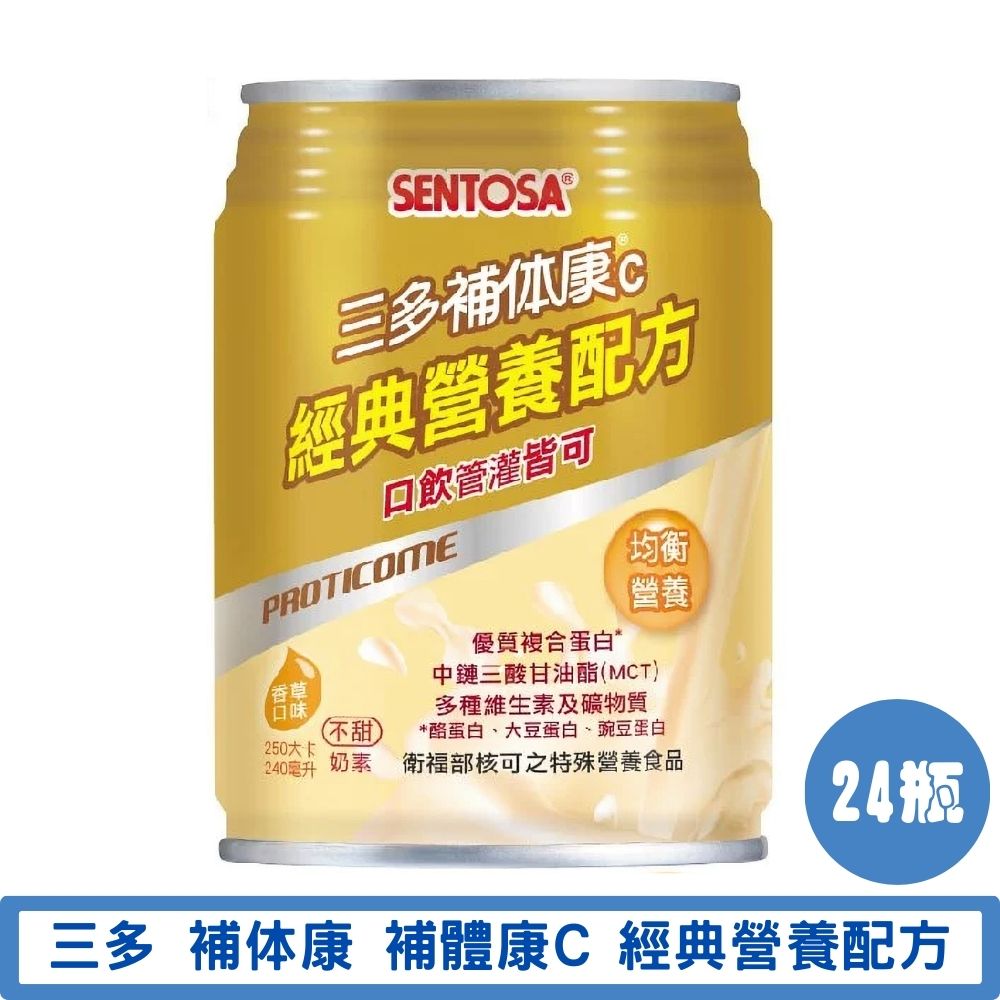 SENTOSA®
三多補体康®C
經典營養配方
口飲管灌皆可
PROTICOME
均衡
營養
優質複合蛋白*
中鏈三酸甘油酯(MCT)
多種維生素及礦物質
*酪蛋白、大豆蛋白、豌豆蛋白
香草
口味
不甜
250大卡
240毫升
奶素
衛福部核可之特殊營養食品
24瓶
三多 補体康 補體康C 經典營養配方